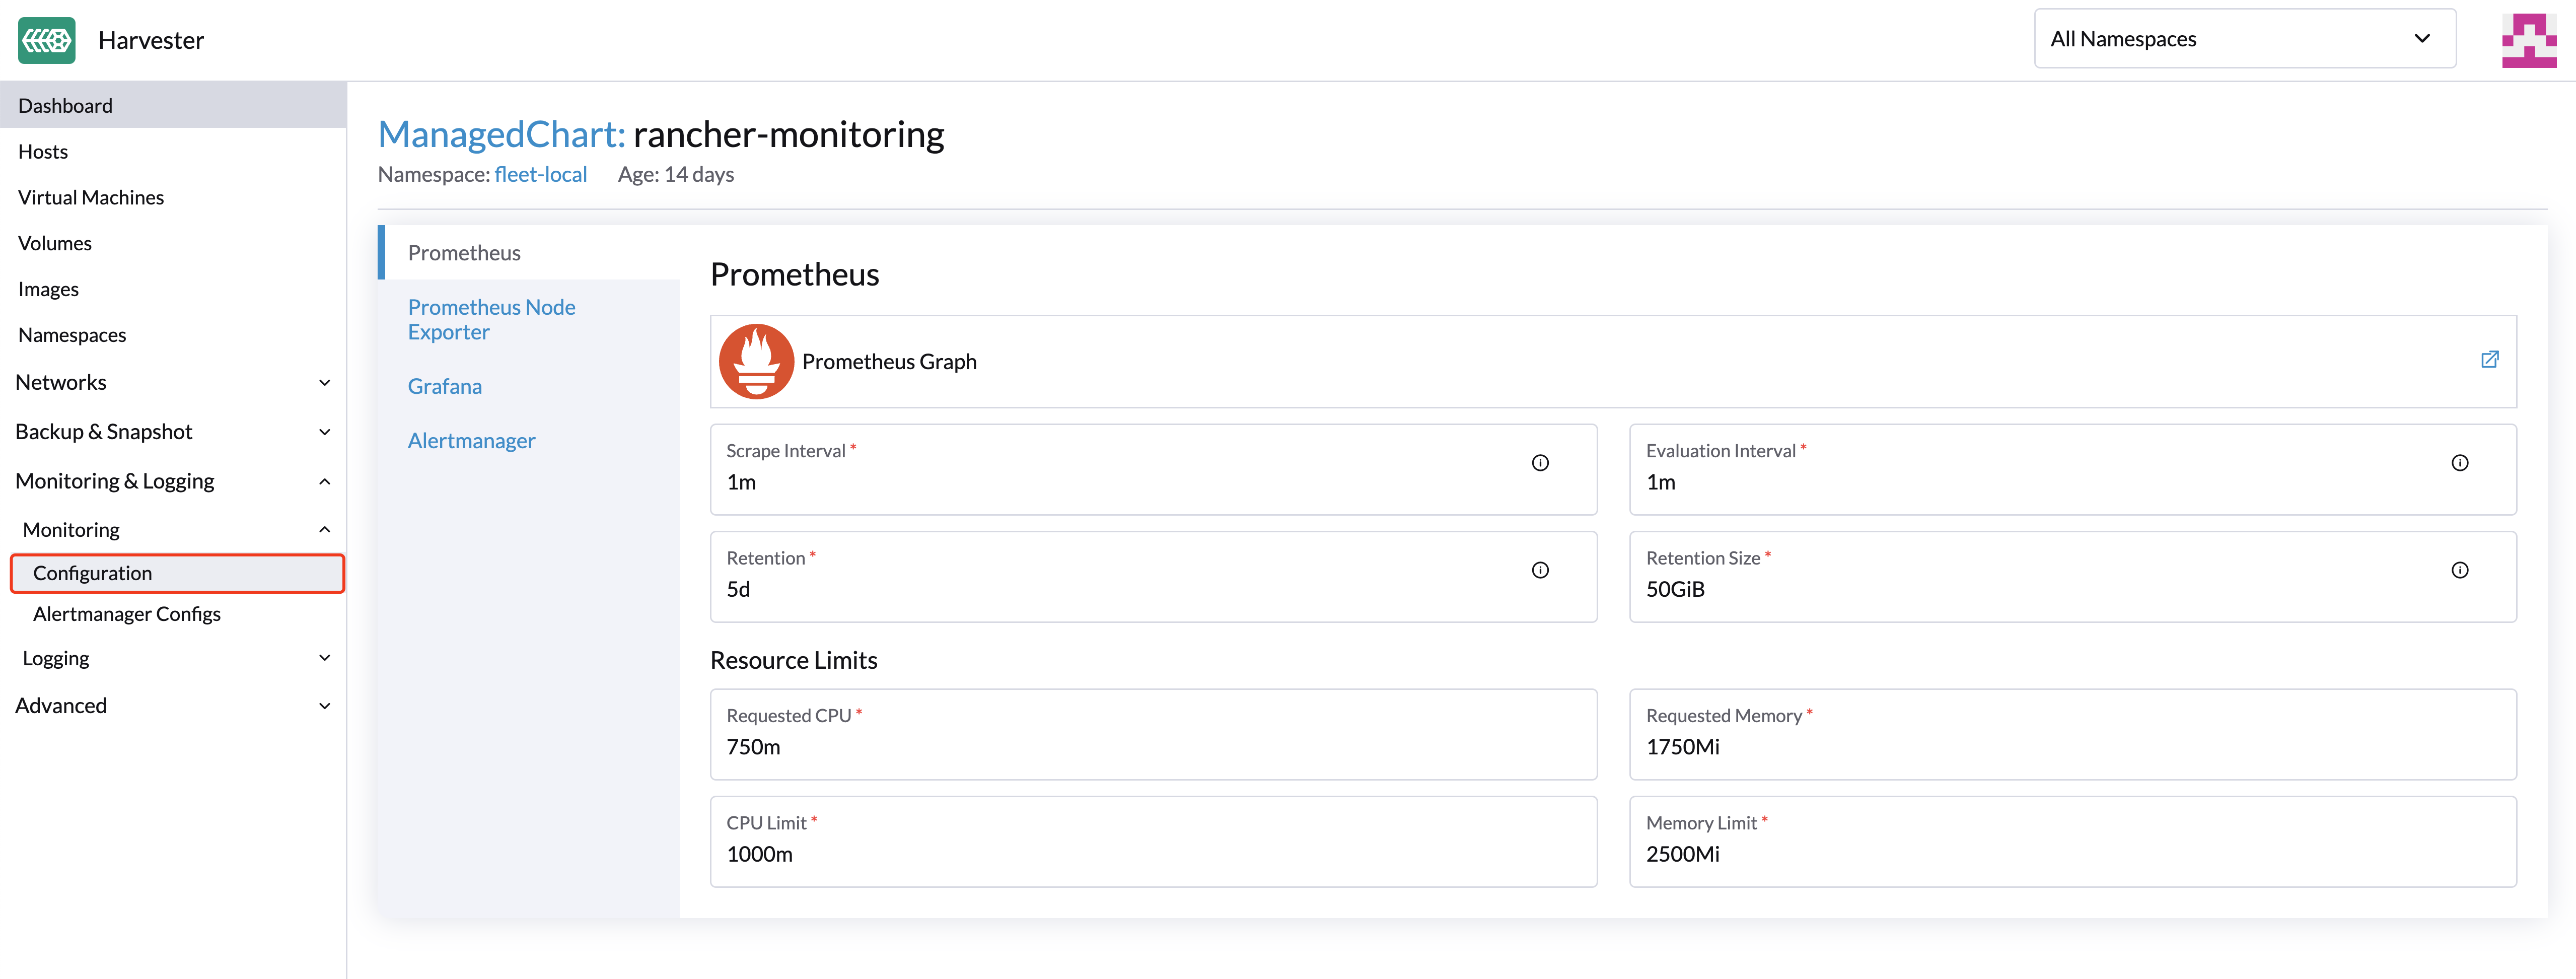 Harvester
All Namespaces
Dashboard
Hosts
Virtual Machines
Volumes
Images
Namespaces
Networks
Backup & Snapshot
Monitoring & Logging
Monitoring
Configuration
Alertmanager Configs
Logging
Advanced
ManagedChart: rancher-monitoring
Namespace: fleet-local Age: 14 days
Prometheus
Prometheus Node
Exporter
Grafana
Alertmanager
Prometheus
Prometheus Graph
Scrape Interval *
1m
Evaluation Interval *
1m
Retention *
5d
Retention Size *
50GiB
Resource Limits
Requested CPU *
750m
Requested Memory *
1750Mi
CPU Limit *
1000m
Memory Limit *
2500Mi